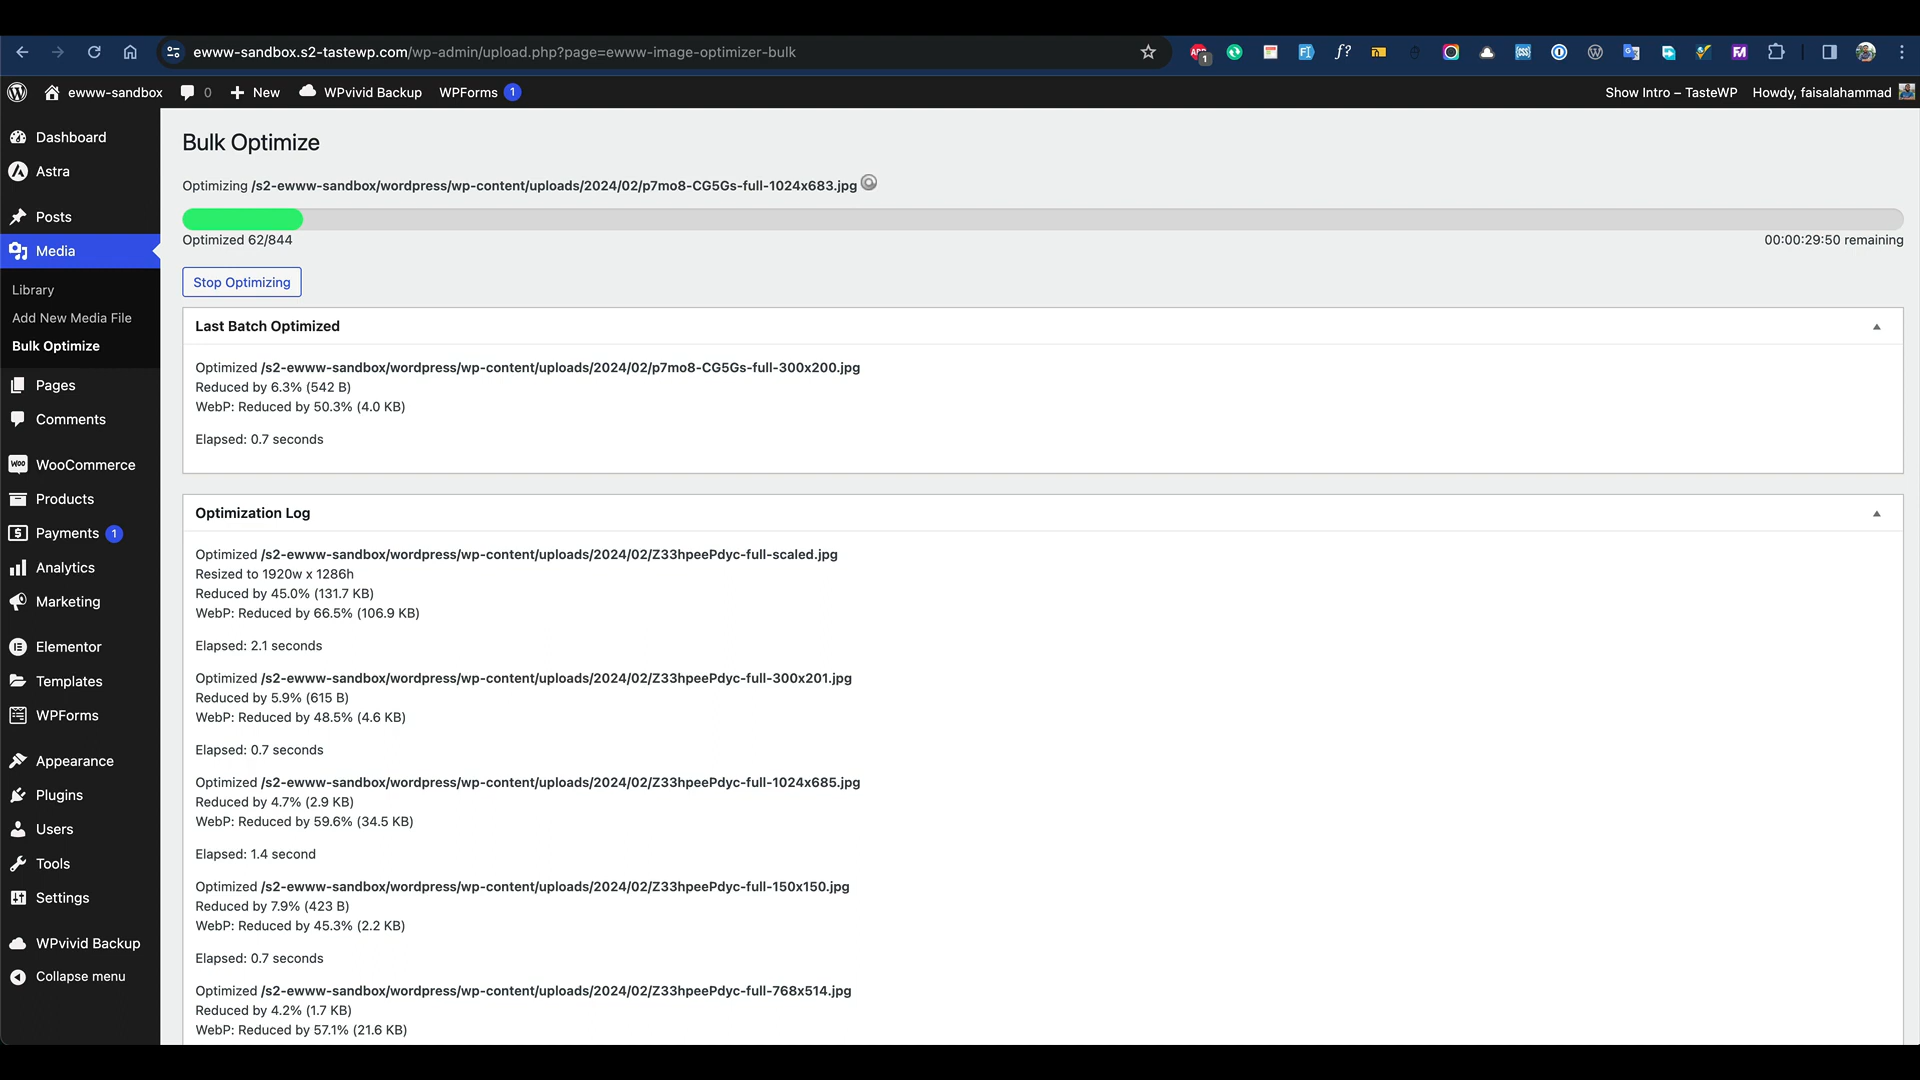 ewww-sandbox.s2-tastewp.com/wp-admin/upload.php?page=ewww-image-optimizer-bulk
ewww-sandbox 0 New WPvivid Backup WPForms 1 Show Intro – TasteWP Howdy, faisalahammad
Dashboard
Astra
Posts
Media
Library
Add New Media File
Bulk Optimize
Pages
Comments
WooCommerce
Products
Payments 1
Analytics
Marketing
Elementor
Templates
WPForms
Appearance
Plugins
Users
Tools
Settings
WPvivid Backup
Collapse menu
Bulk Optimize
Optimizing /s2-ewww-sandbox/wordpress/wp-content/uploads/2024/02/p7mo8-CG5Gs-full-1024x683.jpg
Optimized 62/844 00:00:29:50 remaining
Stop Optimizing
Last Batch Optimized
Optimized /s2-ewww-sandbox/wordpress/wp-content/uploads/2024/02/p7mo8-CG5Gs-full-300x200.jpg
Reduced by 6.3% (542 B)
WebP: Reduced by 50.3% (4.0 KB)
Elapsed: 0.7 seconds
Optimization Log
Optimized /s2-ewww-sandbox/wordpress/wp-content/uploads/2024/02/Z33hpeePdyc-full-scaled.jpg
Resized to 1920w x 1286h
Reduced by 45.0% (131.7 KB)
WebP: Reduced by 66.5% (106.9 KB)
Elapsed: 2.1 seconds
Optimized /s2-ewww-sandbox/wordpress/wp-content/uploads/2024/02/Z33hpeePdyc-full-300x201.jpg
Reduced by 5.9% (615 B)
WebP: Reduced by 48.5% (4.6 KB)
Elapsed: 0.7 seconds
Optimized /s2-ewww-sandbox/wordpress/wp-content/uploads/2024/02/Z33hpeePdyc-full-1024x685.jpg
Reduced by 4.7% (2.9 KB)
WebP: Reduced by 59.6% (34.5 KB)
Elapsed: 1.4 second
Optimized /s2-ewww-sandbox/wordpress/wp-content/uploads/2024/02/Z33hpeePdyc-full-150x150.jpg
Reduced by 7.9% (423 B)
WebP: Reduced by 45.3% (2.2 KB)
Elapsed: 0.7 seconds
Optimized /s2-ewww-sandbox/wordpress/wp-content/uploads/2024/02/Z33hpeePdyc-full-768x514.jpg
Reduced by 4.2% (1.7 KB)
WebP: Reduced by 57.1% (21.6 KB)